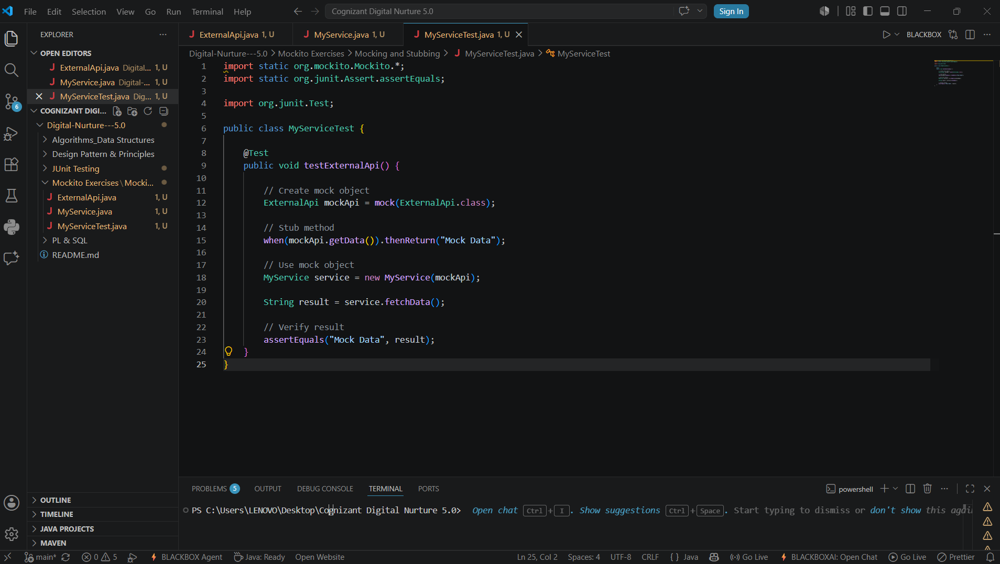 File Edit Selection View Go Run Terminal Help
Cognizant Digital Nurture 5.0
Sign In
EXPLORER
OPEN EDITORS
ExternalApi.java Digital... 1, U
MyService.java Digital-... 1, U
MyServiceTest.java Dig... 1, U
COGNIZANT DIGI...
Digital-Nurture---5.0
Algorithms_Data Structures
Design Pattern & Principles
JUnit Testing
Mockito Exercises\Mocki...
ExternalApi.java 1, U
MyService.java 1, U
MyServiceTest.java 1, U
PL & SQL
README.md
OUTLINE
TIMELINE
JAVA PROJECTS
MAVEN
6
ExternalApi.java 1, U
MyService.java 1, U
MyServiceTest.java 1, U
BLACKBOX
Digital-Nurture---5.0 > Mockito Exercises > Mocking and Stubbing > MyServiceTest.java > MyServiceTest
1 import static org.mockito.Mockito.*;
2 import static org.junit.Assert.assertEquals;
3
4 import org.junit.Test;
5
6 public class MyServiceTest {
7
8 @Test
9 public void testExternalApi() {
10
11 // Create mock object
12 ExternalApi mockApi = mock(ExternalApi.class);
13
14 // Stub method
15 when(mockApi.getData()).thenReturn("Mock Data");
16
17 // Use mock object
18 MyService service = new MyService(mockApi);
19
20 String result = service.fetchData();
21
22 // Verify result
23 assertEquals("Mock Data", result);
24 }
25 }
PROBLEMS 5 OUTPUT DEBUG CONSOLE TERMINAL PORTS
powershell
PS C:\Users\LENOVO\Desktop\Cognizant Digital Nurture 5.0> Open chat Ctrl + I . Show suggestions Ctrl + Space . Start typing to dismiss or don't show this agai
main* 0 5 BLACKBOX Agent Java: Ready Open Website Ln 25, Col 2 Spaces: 4 UTF-8 CRLF { } Java Go Live BLACKBOXAI: Open Chat Go Live Prettier